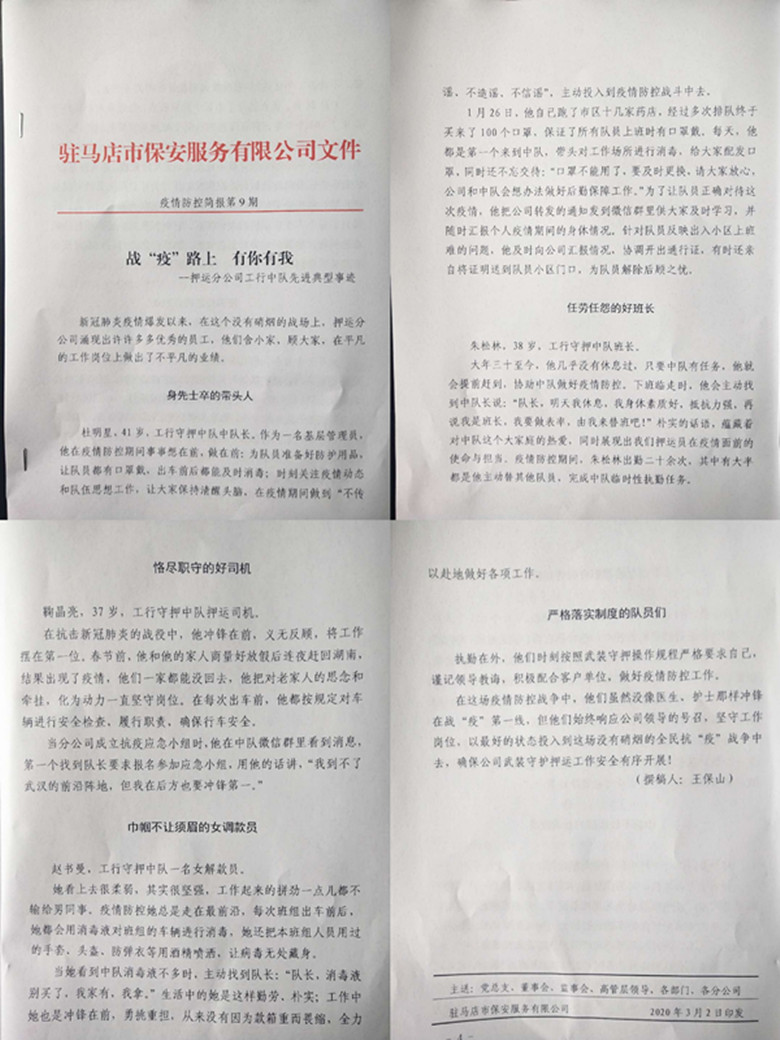 驻马店市保安服务有限公司文件
疫情防控简报第9期
战“疫”路上 有你有我
—押运分公司工行中队先进典型事迹
新冠肺炎疫情爆发以来，在这个没有硝烟的战场上，押运分
公司涌现出许许多多优秀的员工，他们舍小家、顾大家，在平凡
的工作岗位上做出了不平凡的业绩。
身先士卒的带头人
杜明星，41岁，工行守押中队中队长。作为一名基层管理员，
他在疫情防控期间事事想在前，做在前：为队员准备好防护用品，
让队员都有口罩戴，出车前后都能及时消毒；时刻关注疫情动态
和队伍思想工作，让大家保持清醒头脑，在疫情期间做到“不传
谣、不造谣、不信谣”，主动投入到疫情防控战斗中去。
1月26日，他自己跑了市区十几家药店，经过多次排队终于
买来了100个口罩，保证了所有队员上班时有口罩戴。每天，他
都是第一个来到中队，带头对工作场所进行消毒，给大家配发口
罩，同时还不忘交待：“口罩不能用了，要及时更换，请大家放心，
公司和中队会想办法做好后勤保障工作。”为了让队员正确对待这
次疫情，他把公司转发的通知发到微信群里供大家及时学习，并
随时汇报个人疫情期间的身体情况。针对队员反映出入小区上班
难的问题，他及时向公司汇报情况，协调开出通行证，有时还亲
自将证明送到队员小区门口，为队员解除后顾之忧。
任劳任怨的好班长
朱松林，38岁，工行守押中队班长。
大年三十至今，他几乎没有休息过，只要中队有任务，他就
会提前赶到，协助中队做好疫情防控。下班临走时，他会主动找
到中队长说：“队长，明天我休息，我身体素质好，抵抗力强，再
说我是班长，我要做表率，由我来替班吧！”朴实的话语，蕴藏着
对中队这个大家庭的热爱，同时展现出我们押运员在疫情面前的
使命与担当。疫情防控期间，朱松林出勤二十余次，其中有大半
都是他主动替其他队员，完成中队临时性执勤任务。
恪尽职守的好司机
鞠晶亮，37岁，工行守押中队押运司机。
在抗击新冠肺炎的战役中，他冲锋在前，义无反顾，将工作
摆在第一位。春节前，他和他的家人商量好放假后连夜赶回湖南，
结果出现了疫情，他们一家都能没回去，他把对老家人的思念和
牵挂，化为动力一直坚守岗位。在每次出车前，他都按规定对车
辆进行安全检查，履行职责，确保行车安全。
当分公司成立抗疫应急小组时，他在中队微信群里看到消息，
第一个找到队长要求报名参加应急小组，用他的话讲，“我到不了
武汉的前沿阵地，但我在后方也要冲锋第一。”
巾帼不让须眉的女调款员
赵书曼，工行守押中队一名女解款员。
她看上去很柔弱，其实很坚强，工作起来的拼劲一点儿都不
输给男同事。疫情防控她总是走在最前沿，每次班组出车前后，
她都会用消毒液对班组的车辆进行消毒，她还把本班组人员用过
的手套、头盔、防弹衣等用酒精喷洒，让病毒无处藏身。
当她看到中队消毒液不多时，主动找到队长：“队长，消毒液
别买了，我家有，我拿。”生活中的她是这样勤劳、朴实；工作中
她也是冲锋在前，勇挑重担，从来没有因为款箱重而畏缩，全力
以赴地做好各项工作。
严格落实制度的队员们
执勤在外，他们时刻按照武装守押操作规程严格要求自己，
谨记领导教诲，积极配合客户单位，做好疫情防控工作。
在这场疫情防控战争中，他们虽然没像医生、护士那样冲锋
在战“疫”第一线，但他们始终响应公司领导的号召，坚守工作
岗位，以最好的状态投入到这场没有硝烟的全民抗“疫”战争中
去，确保公司武装守护押运工作安全有序开展！
（撰稿人：王保山）
主送：党总支、董事会、监事会、高管层领导，各部门、各分公司
驻马店市保安服务有限公司 2020年3月2日印发
- 4 -